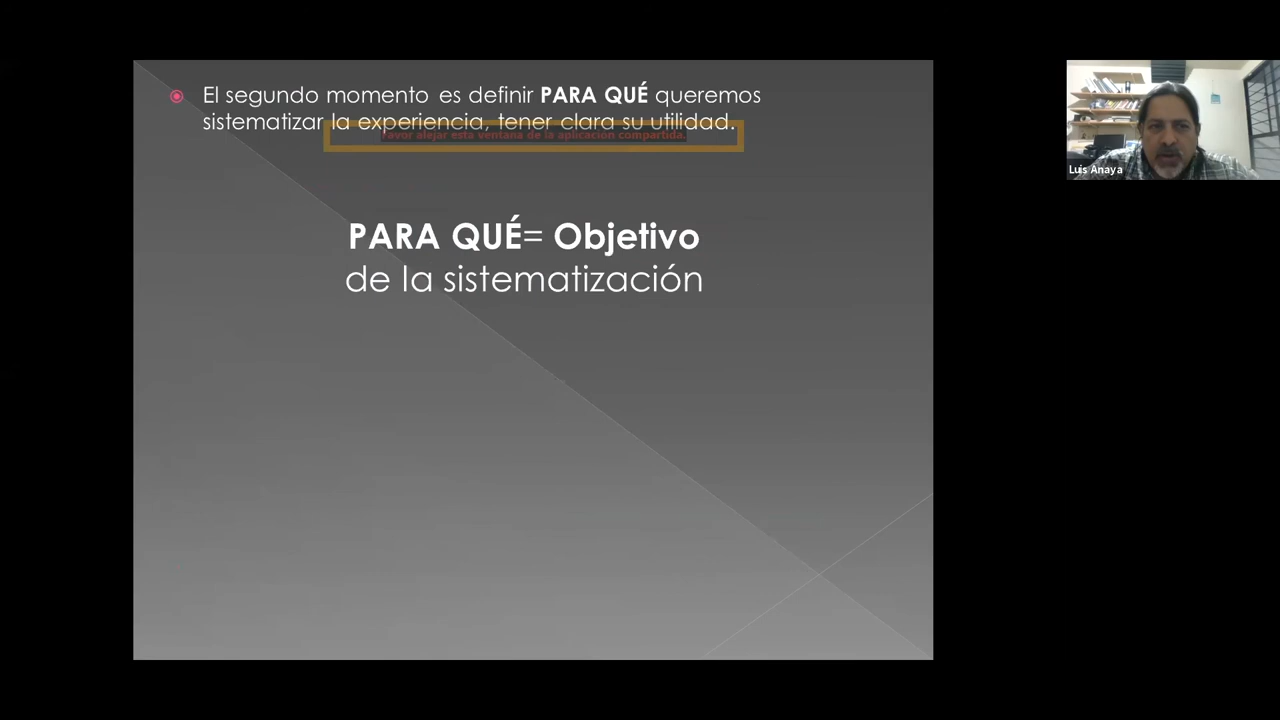 El segundo momento es definir PARA QUÉ queremos
sistematizar la experiencia, tener clara su utilidad.
Favor alejar esta ventana de la aplicación compartida.
PARA QUÉ= Objetivo
de la sistematización
Luis Anaya